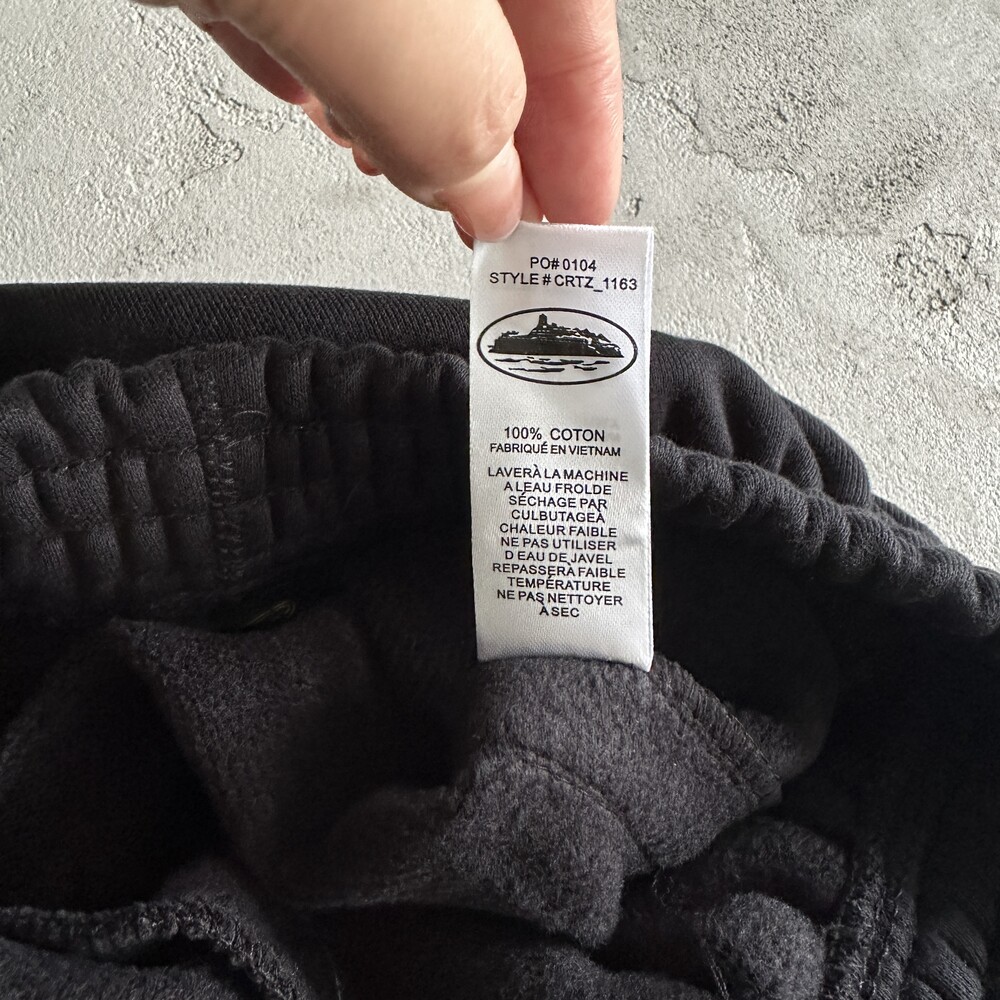 PO# 0104
STYLE # CRTZ_1163
100% COTON
FABRIQUÉ EN VIETNAM
LAVERÀ LA MACHINE
A LEAU FROLDE
SÉCHAGE PAR
CULBUTAGEÀ
CHALEUR FAIBLE
NE PAS UTILISER
D EAU DE JAVEL
REPASSERÀ FAIBLE
TEMPÉRATURE
NE PAS NETTOYER
À SEC